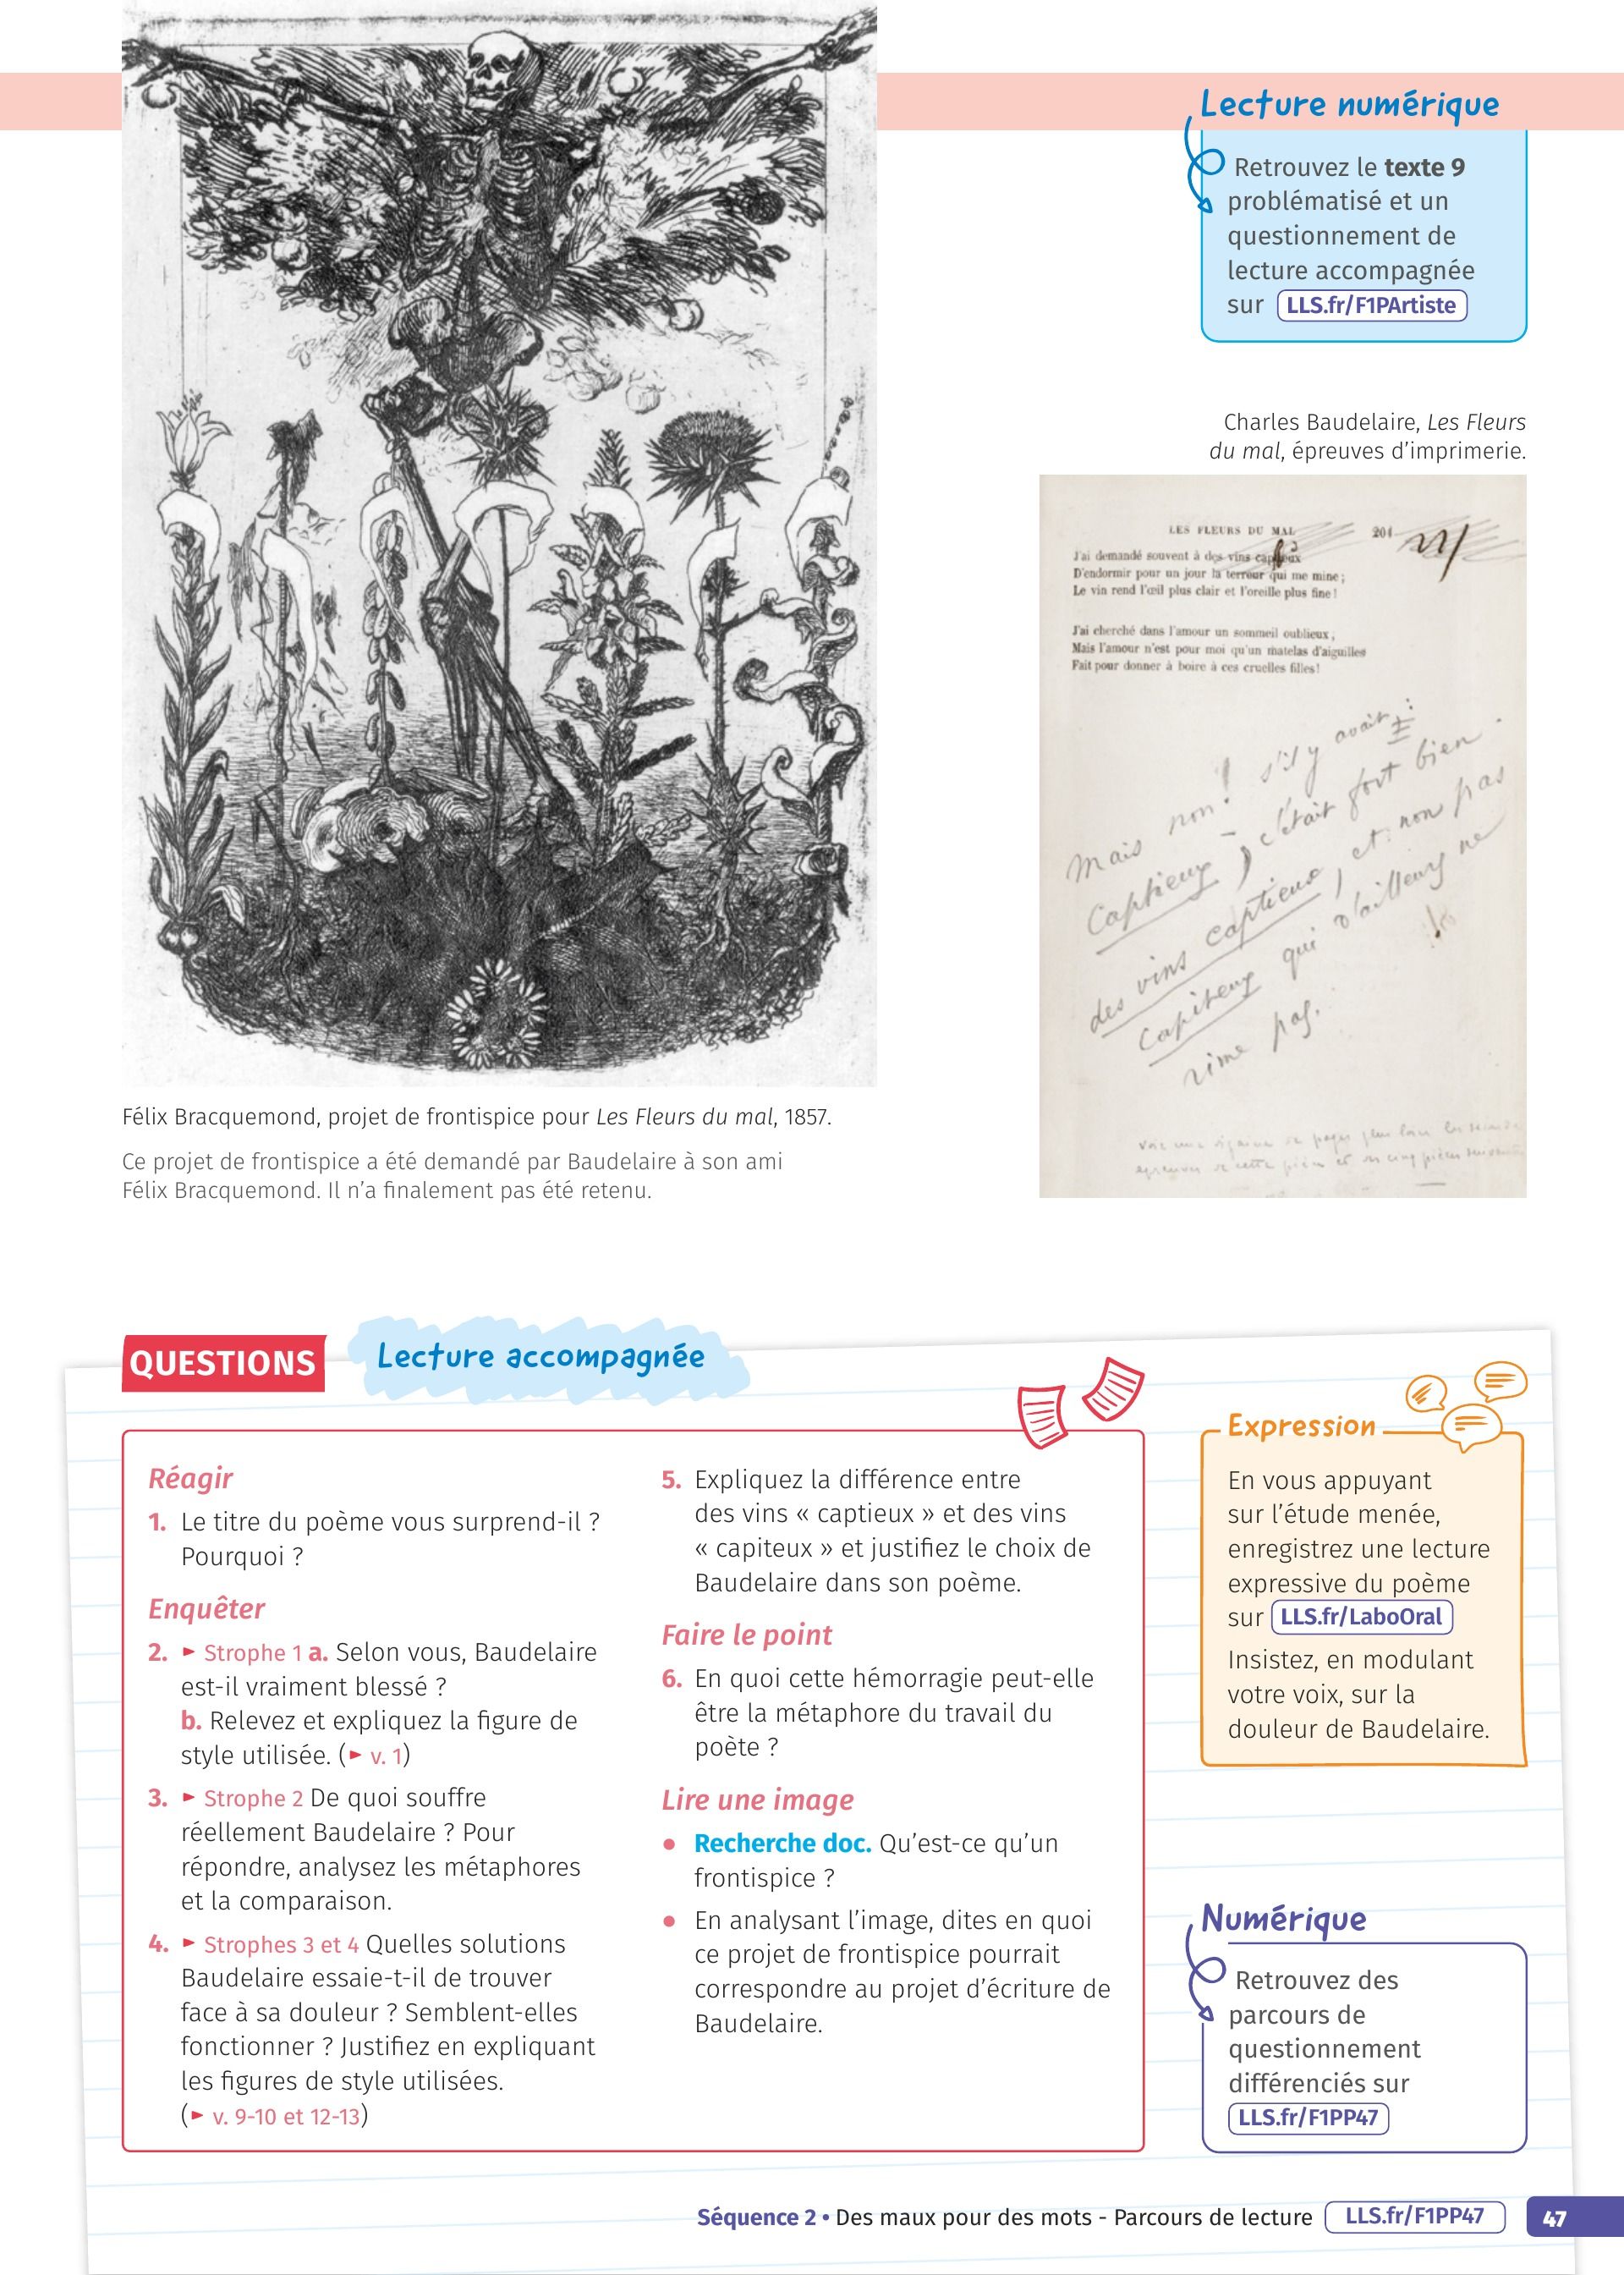 Lecture numérique
Retrouvez le texte 9
problématisé et un
questionnement de
lecture accompagnée
sur LLS.fr/F1PArtiste
Charles Baudelaire, Les Fleurs
du mal, épreuves d'imprimerie.
LES FLEURS DU MAL 201
J'ai demandé souvent à des vins captieux
D'endormir pour un jour la terreur qui me mine ;
Le vin rend l'œil plus clair et l'oreille plus fine !
J'ai cherché dans l'amour un sommeil oublieux ;
Mais l'amour n'est pour moi qu'un matelas d'aiguilles
Fait pour donner à boire à ces cruelles filles !
Mais non ! s'il y avait :
Captieux, c'était fort bien.
des vins captieux, et non pas
Capiteux qui d'ailleurs ne
rime pas.
Félix Bracquemond, projet de frontispice pour Les Fleurs du mal, 1857.
Ce projet de frontispice a été demandé par Baudelaire à son ami
Félix Bracquemond. Il n'a finalement pas été retenu.
QUESTIONS Lecture accompagnée
Réagir
1. Le titre du poème vous surprend-il ?
Pourquoi ?
Enquêter
2. ► Strophe 1 a. Selon vous, Baudelaire
est-il vraiment blessé ?
b. Relevez et expliquez la figure de
style utilisée. (► v. 1)
3. ► Strophe 2 De quoi souffre
réellement Baudelaire ? Pour
répondre, analysez les métaphores
et la comparaison.
4. ► Strophes 3 et 4 Quelles solutions
Baudelaire essaie-t-il de trouver
face à sa douleur ? Semblent-elles
fonctionner ? Justifiez en expliquant
les figures de style utilisées.
(► v. 9-10 et 12-13)
5. Expliquez la différence entre
des vins « captieux » et des vins
« capiteux » et justifiez le choix de
Baudelaire dans son poème.
Faire le point
6. En quoi cette hémorragie peut-elle
être la métaphore du travail du
poète ?
Lire une image
• Recherche doc. Qu'est-ce qu'un
frontispice ?
• En analysant l'image, dites en quoi
ce projet de frontispice pourrait
correspondre au projet d'écriture de
Baudelaire.
Expression
En vous appuyant
sur l'étude menée,
enregistrez une lecture
expressive du poème
sur LLS.fr/LaboOral
Insistez, en modulant
votre voix, sur la
douleur de Baudelaire.
Numérique
Retrouvez des
parcours de
questionnement
différenciés sur
LLS.fr/F1PP47
Séquence 2 • Des maux pour des mots - Parcours de lecture LLS.fr/F1PP47 47